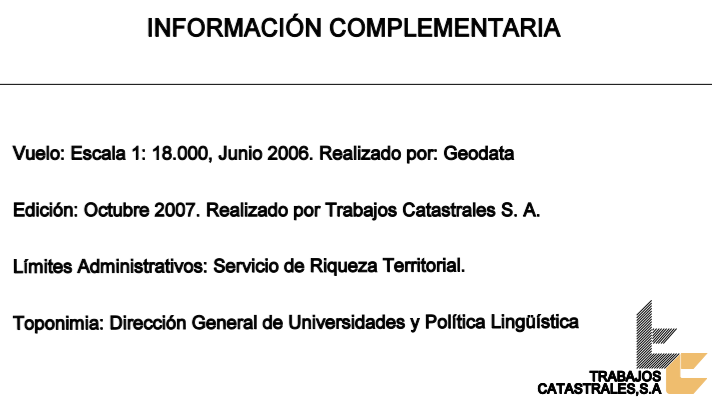 INFORMACIÓN COMPLEMENTARIA
Vuelo: Escala 1: 18.000, Junio 2006. Realizado por: Geodata
Edición: Octubre 2007. Realizado por Trabajos Catastrales S. A.
Límites Administrativos: Servicio de Riqueza Territorial.
Toponimia: Dirección General de Universidades y Política Lingüística
TRABAJOS
CATASTRALES,S.A